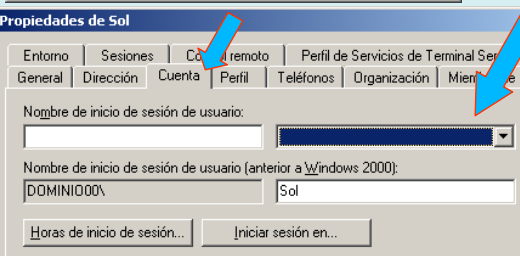 Propiedades de Sol
Entorno Sesiones remoto Perfil de Servicios de Terminal
General Dirección Cuenta Perfil Teléfonos Organización
Nombre de inicio de sesión de usuario:
Nombre de inicio de sesión de usuario (anterior a Windows 2000):
DOMINIO00\ Sol
Horas de inicio de sesión... Iniciar sesión en...